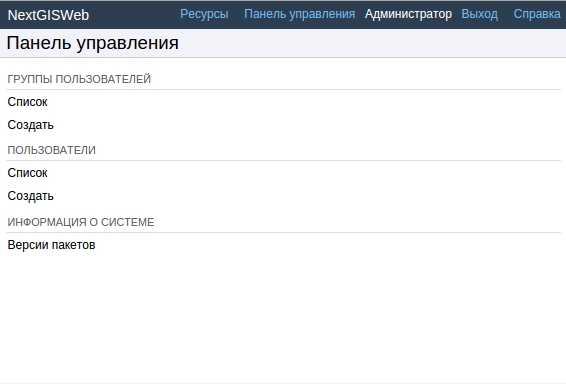 NextGISWeb Ресурсы Панель управления Администратор Выход Справка
Панель управления
ГРУППЫ ПОЛЬЗОВАТЕЛЕЙ
Список
Создать
ПОЛЬЗОВАТЕЛИ
Список
Создать
ИНФОРМАЦИЯ О СИСТЕМЕ
Версии пакетов